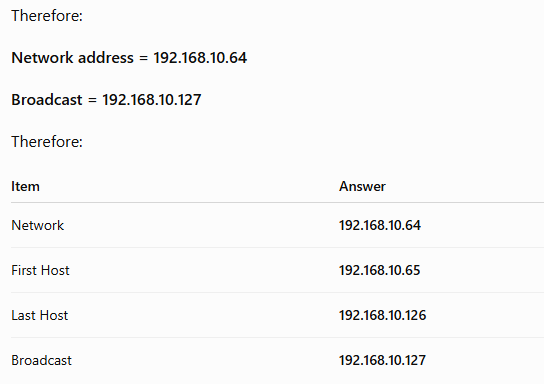 Therefore:
Network address = 192.168.10.64
Broadcast = 192.168.10.127
Therefore:
Item Answer
Network 192.168.10.64
First Host 192.168.10.65
Last Host 192.168.10.126
Broadcast 192.168.10.127